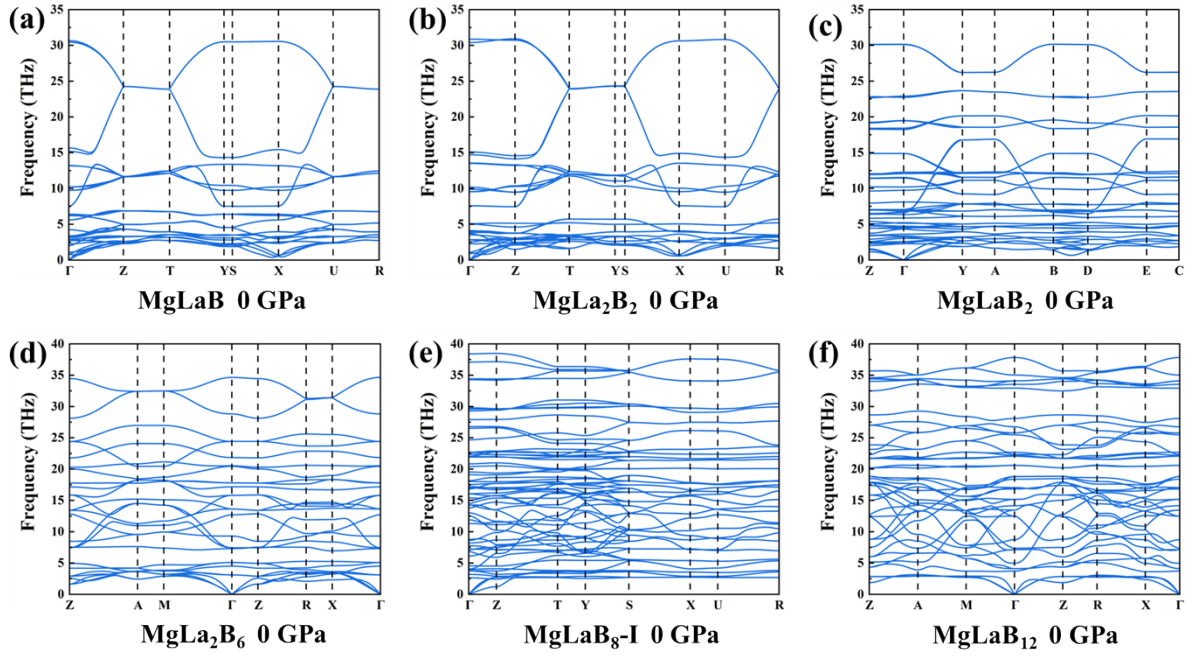 (a)
35
30
25
20
15
10
5
0
Frequency (THz)
Γ Z T Y S X U R
MgLaB 0 GPa
(b)
35
30
25
20
15
10
5
0
Frequency (THz)
Γ Z T Y S X U R
MgLa₂B₂ 0 GPa
(c)
35
30
25
20
15
10
5
0
Frequency (THz)
Z Γ Y A B D E C
MgLaB₂ 0 GPa
(d)
40
35
30
25
20
15
10
5
0
Frequency (THz)
Z A M Γ Z R X Γ
MgLa₂B₆ 0 GPa
(e)
40
35
30
25
20
15
10
5
0
Frequency (THz)
Γ Z T Y S X U R
MgLaB₈-I 0 GPa
(f)
40
35
30
25
20
15
10
5
0
Frequency (THz)
Z A M Γ Z R X Γ
MgLaB₁₂ 0 GPa